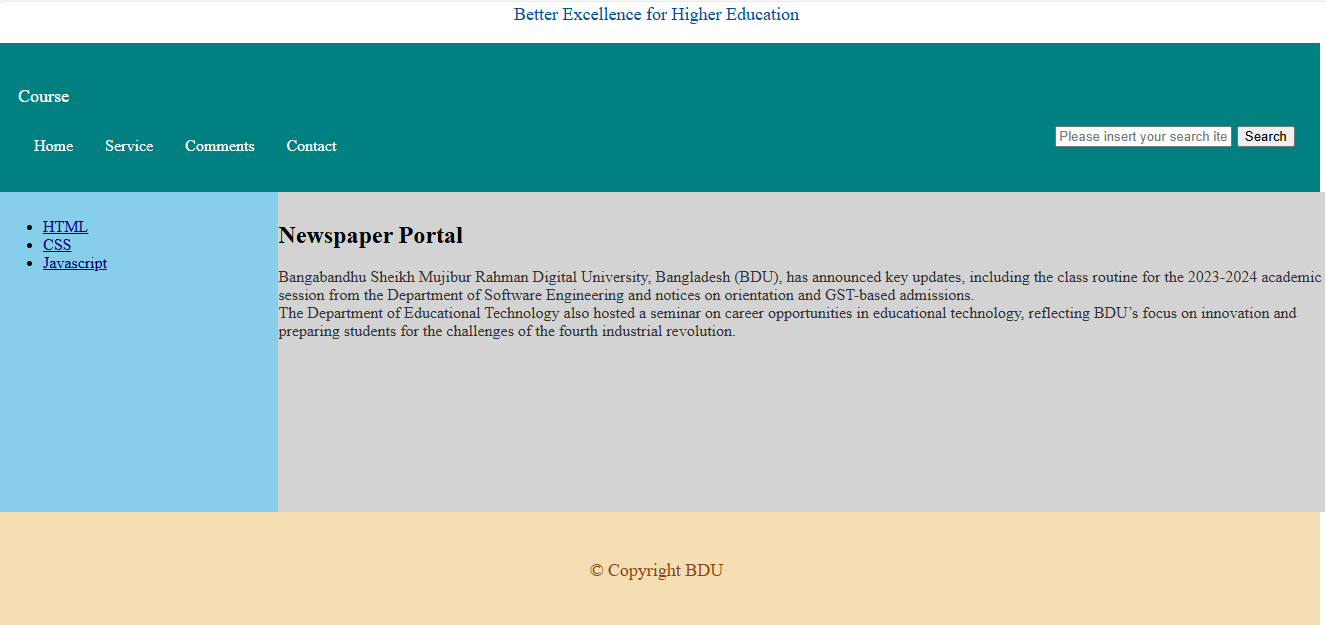 Better Excellence for Higher Education
Course
Home Service Comments Contact
Please insert your search ite Search
HTML
CSS
Javascript
Newspaper Portal
Bangabandhu Sheikh Mujibur Rahman Digital University, Bangladesh (BDU), has announced key updates, including the class routine for the 2023-2024 academic
session from the Department of Software Engineering and notices on orientation and GST-based admissions.
The Department of Educational Technology also hosted a seminar on career opportunities in educational technology, reflecting BDU’s focus on innovation and
preparing students for the challenges of the fourth industrial revolution.
© Copyright BDU